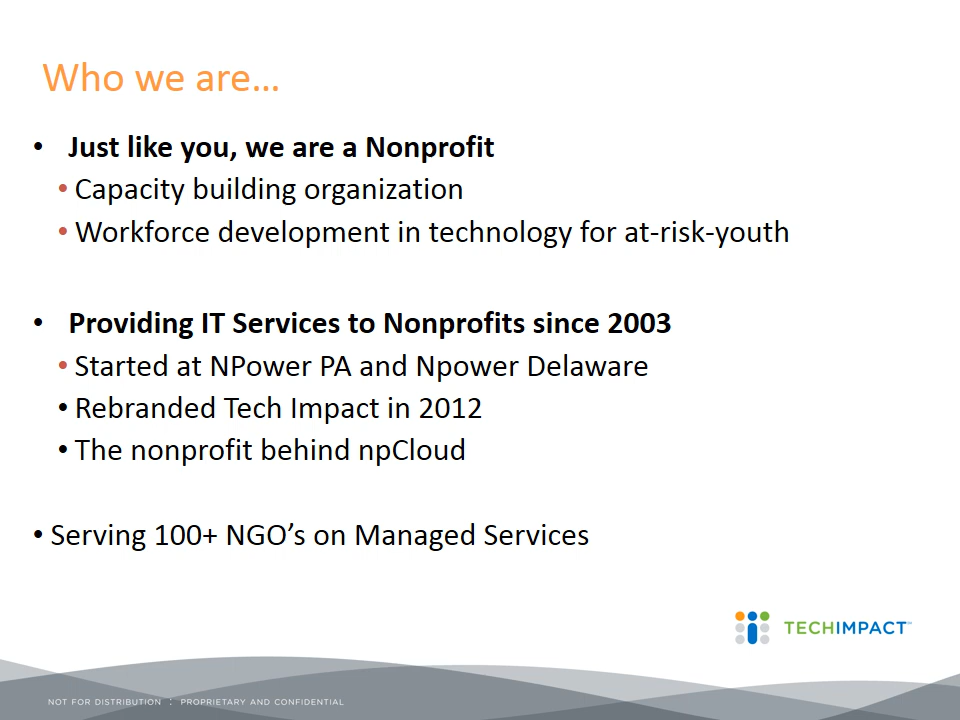 Who we are…
• Just like you, we are a Nonprofit
• Capacity building organization
• Workforce development in technology for at-risk-youth
• Providing IT Services to Nonprofits since 2003
• Started at NPower PA and Npower Delaware
• Rebranded Tech Impact in 2012
• The nonprofit behind npCloud
• Serving 100+ NGO’s on Managed Services
TECHIMPACT™
NOT FOR DISTRIBUTION : PROPRIETARY AND CONFIDENTIAL